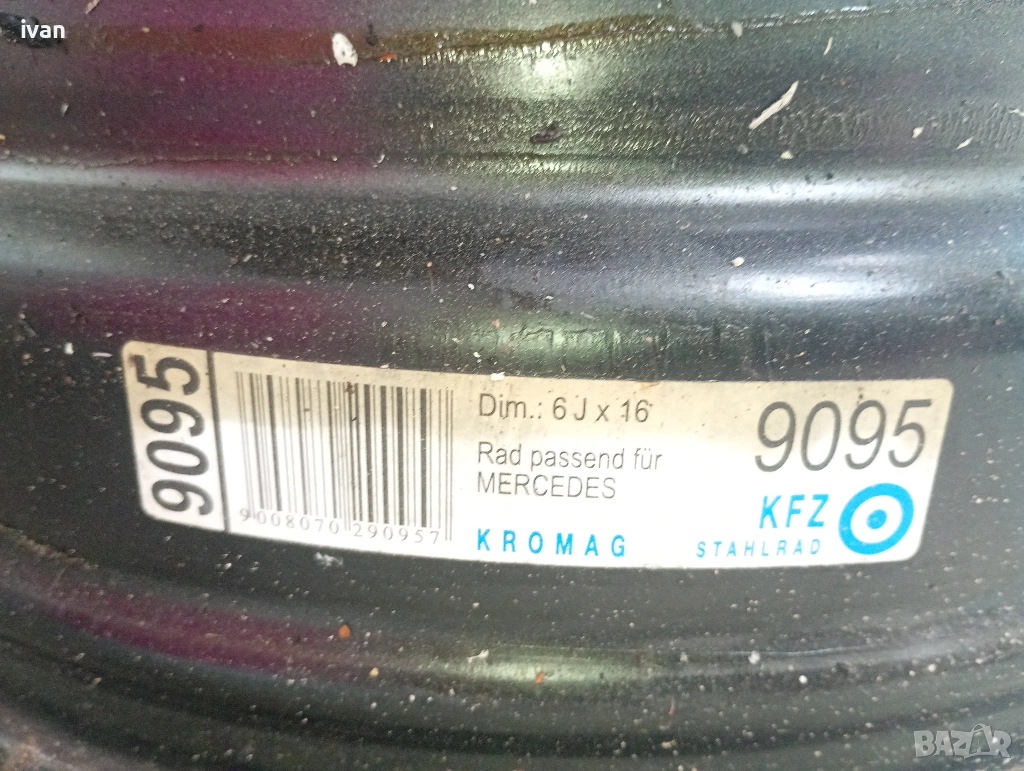 ivan
9095
9008070 290957
Dim.: 6 J x 16
Rad passend für
MERCEDES
KROMAG
9095
KFZ
STAHLRAD
BAZAR